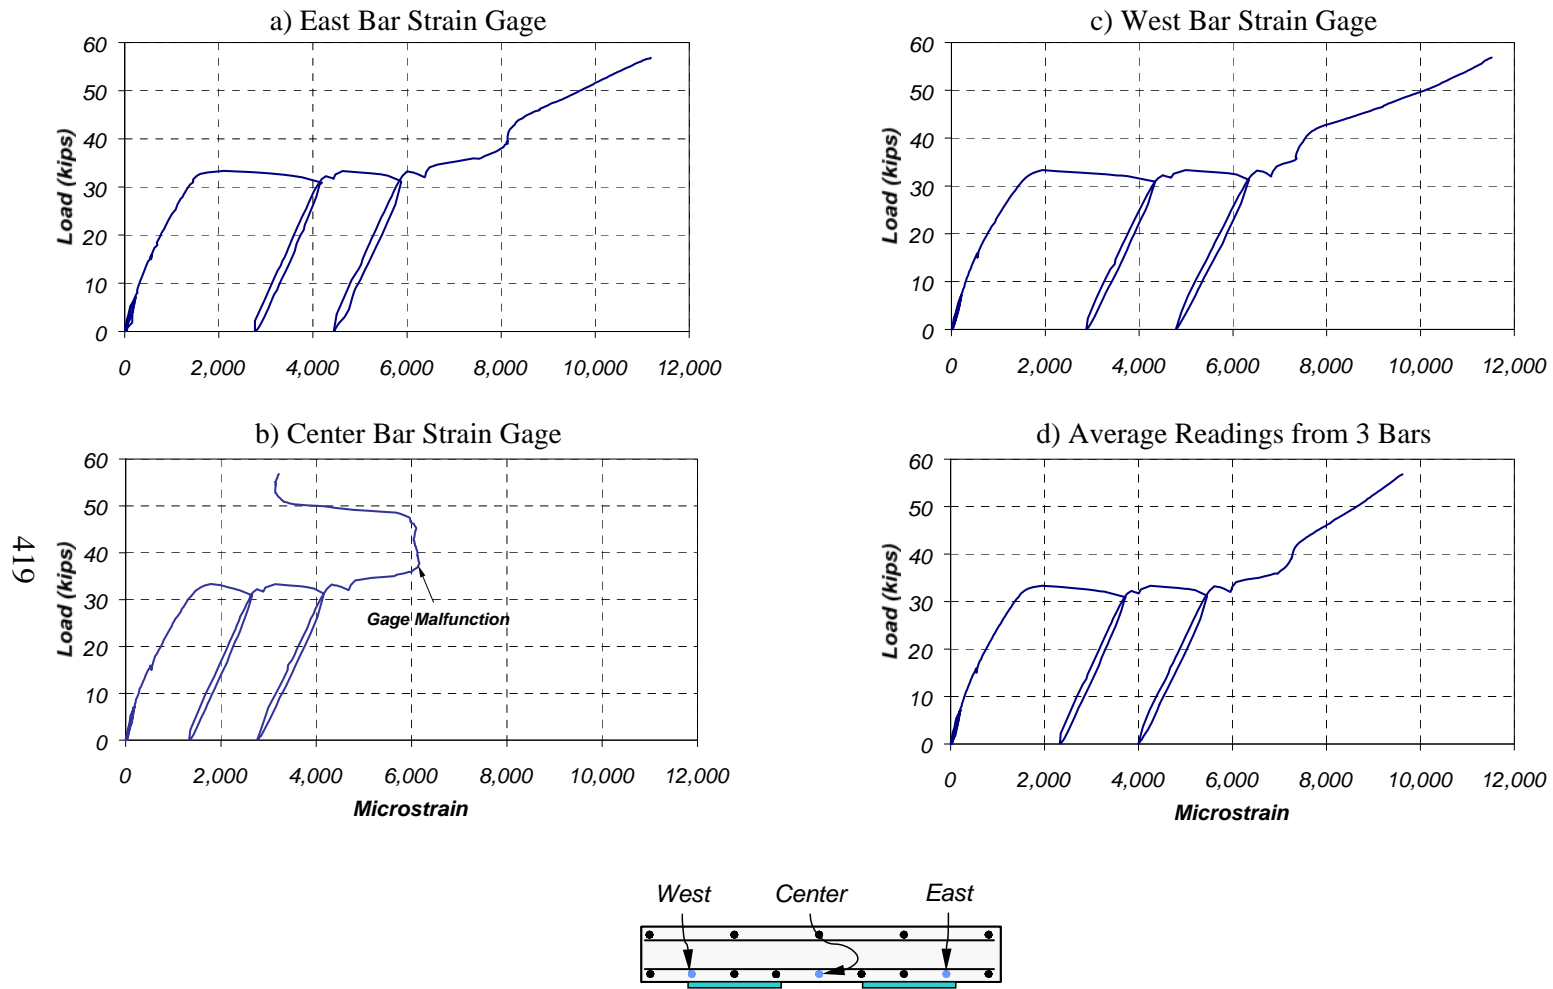 a) East Bar Strain Gage
60
50
40
30
20
10
0
Load (kips)
0 2,000 4,000 6,000 8,000 10,000 12,000
c) West Bar Strain Gage
60
50
40
30
20
10
0
Load (kips)
0 2,000 4,000 6,000 8,000 10,000 12,000
b) Center Bar Strain Gage
60
50
40
30
20
10
0
Load (kips)
Gage Malfunction
0 2,000 4,000 6,000 8,000 10,000 12,000
Microstrain
d) Average Readings from 3 Bars
60
50
40
30
20
10
0
Load (kips)
0 2,000 4,000 6,000 8,000 10,000 12,000
Microstrain
419
West Center East